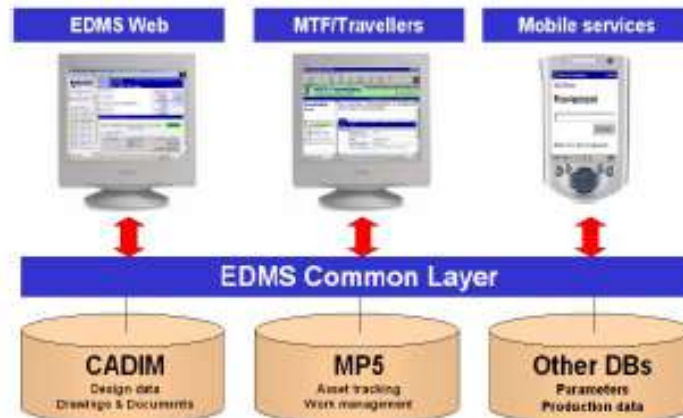 EDMS Web
MTF/Travellers
Mobile services
EDMS Common Layer
CADIM
Design data
Drawings & Documents
MP5
Asset tracking
Work management
Other DBs
Parameters
Production data